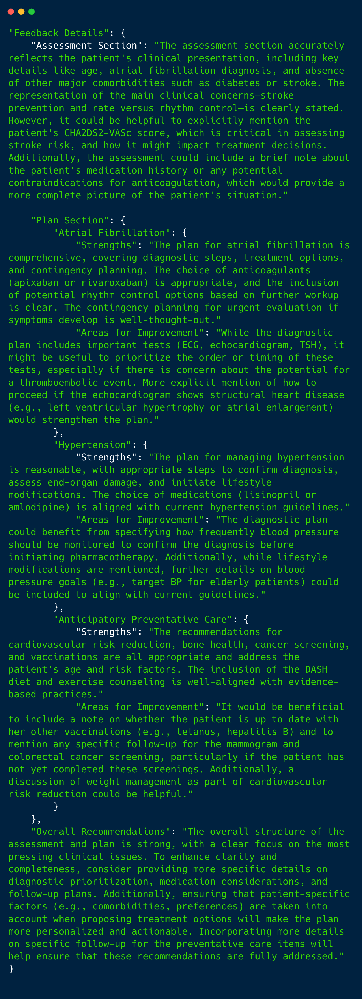 "Feedback Details": {
    "Assessment Section": "The assessment section accurately
reflects the patient's clinical presentation, including key
details like age, atrial fibrillation diagnosis, and absence
of other major comorbidities such as diabetes or stroke. The
representation of the main clinical concerns—stroke
prevention and rate versus rhythm control—is clearly stated.
However, it could be helpful to explicitly mention the
patient's CHA2DS2-VASc score, which is critical in assessing
stroke risk, and how it might impact treatment decisions.
Additionally, the assessment could include a brief note about
the patient's medication history or any potential
contraindications for anticoagulation, which would provide a
more complete picture of the patient's situation."

    "Plan Section": {
        "Atrial Fibrillation": {
            "Strengths": "The plan for atrial fibrillation is
comprehensive, covering diagnostic steps, treatment options,
and contingency planning. The choice of anticoagulants
(apixaban or rivaroxaban) is appropriate, and the inclusion
of potential rhythm control options based on further workup
is clear. The contingency planning for urgent evaluation if
symptoms develop is well-thought-out."
            "Areas for Improvement": "While the diagnostic
plan includes important tests (ECG, echocardiogram, TSH), it
might be useful to prioritize the order or timing of these
tests, especially if there is concern about the potential for
a thromboembolic event. More explicit mention of how to
proceed if the echocardiogram shows structural heart disease
(e.g., left ventricular hypertrophy or atrial enlargement)
would strengthen the plan."
        },
        "Hypertension": {
            "Strengths": "The plan for managing hypertension
is reasonable, with appropriate steps to confirm diagnosis,
assess end-organ damage, and initiate lifestyle
modifications. The choice of medications (lisinopril or
amlodipine) is aligned with current hypertension guidelines."
            "Areas for Improvement": "The diagnostic plan
could benefit from specifying how frequently blood pressure
should be monitored to confirm the diagnosis before
initiating pharmacotherapy. Additionally, while lifestyle
modifications are mentioned, further details on blood
pressure goals (e.g., target BP for elderly patients) could
be included to align with current guidelines."
        },
        "Anticipatory Preventative Care": {
            "Strengths": "The recommendations for
cardiovascular risk reduction, bone health, cancer screening,
and vaccinations are all appropriate and address the
patient's age and risk factors. The inclusion of the DASH
diet and exercise counseling is well-aligned with evidence-
based practices."
            "Areas for Improvement": "It would be beneficial
to include a note on whether the patient is up to date with
her other vaccinations (e.g., tetanus, hepatitis B) and to
mention any specific follow-up for the mammogram and
colorectal cancer screening, particularly if the patient has
not yet completed these screenings. Additionally, a
discussion of weight management as part of cardiovascular
risk reduction could be helpful."
        }
    },
    "Overall Recommendations": "The overall structure of the
assessment and plan is strong, with a clear focus on the most
pressing clinical issues. To enhance clarity and
completeness, consider providing more specific details on
diagnostic prioritization, medication considerations, and
follow-up plans. Additionally, ensuring that patient-specific
factors (e.g., comorbidities, preferences) are taken into
account when proposing treatment options will make the plan
more personalized and actionable. Incorporating more details
on specific follow-up for the preventative care items will
help ensure that these recommendations are fully addressed."
}